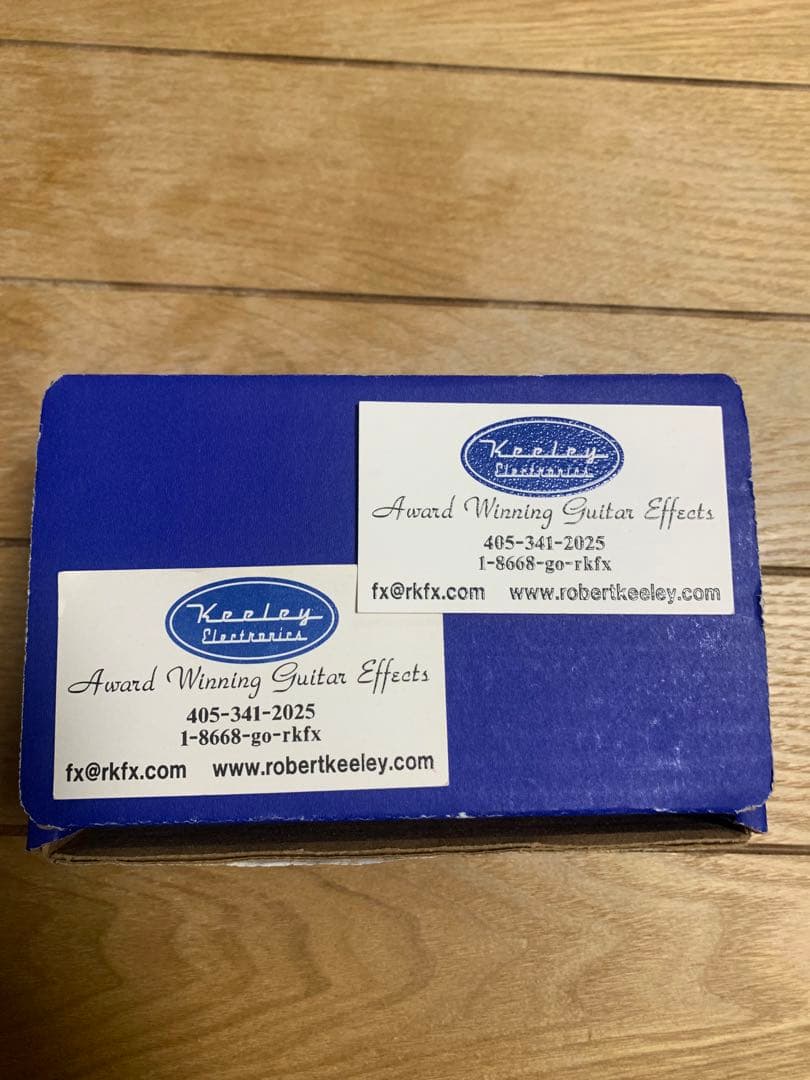 Keeley
Electronics
Award Winning Guitar Effects
405-341-2025
1-8668-go-rkfx
fx@rkfx.com www.robertkeeley.com
Keeley
Electronics
Award Winning Guitar Effects
405-341-2025
1-8668-go-rkfx
fx@rkfx.com www.robertkeeley.com